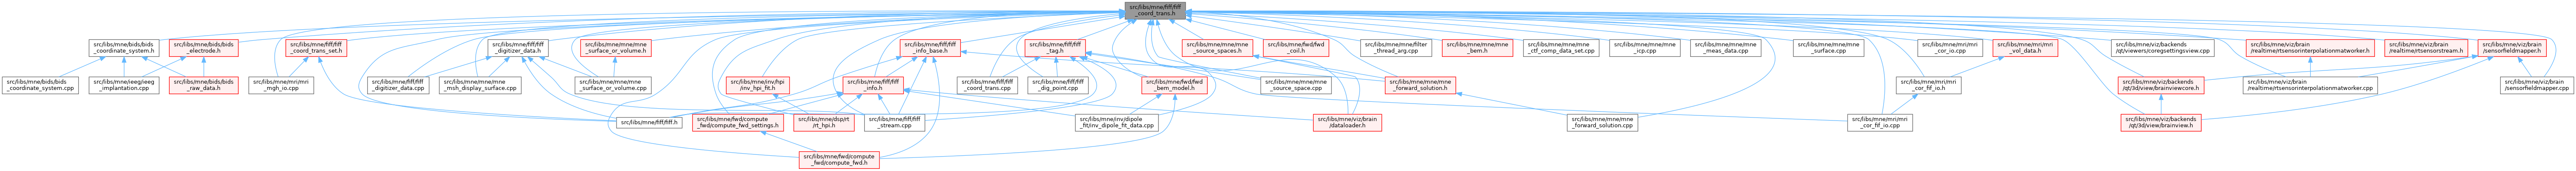 src/libs/mne/fiff/fiff
_coord_trans.h
src/libs/mne/bids/bids
_coordinate_system.h
src/libs/mne/bids/bids
_electrode.h
src/libs/mne/fiff/fiff
_coord_trans_set.h
src/libs/mne/fiff/fiff
_digitizer_data.h
src/libs/mne/mne/mne
_surface_or_volume.h
src/libs/mne/fiff/fiff
_info_base.h
src/libs/mne/fiff/fiff
_tag.h
src/libs/mne/mne/mne
_source_spaces.h
src/libs/mne/fwd/fwd
_coil.h
src/libs/mne/mne/filter
_thread_arg.cpp
src/libs/mne/mne/mne
_bem.h
src/libs/mne/mne/mne
_ctf_comp_data_set.cpp
src/libs/mne/mne/mne
_icp.cpp
src/libs/mne/mne/mne
_meas_data.cpp
src/libs/mne/mne/mne
_surface.cpp
src/libs/mne/mri/mri
_cor_io.cpp
src/libs/mne/mri/mri
_vol_data.h
src/libs/mne/viz/backends
/qt/viewers/coregsettingsview.cpp
src/libs/mne/viz/brain
/realtime/rtsensorinterpolationmatworker.h
src/libs/mne/viz/brain
/realtime/rtsensorstream.h
src/libs/mne/viz/brain
/sensorfieldmapper.h
src/libs/mne/bids/bids
_coordinate_system.cpp
src/libs/mne/ieeg/ieeg
_implantation.cpp
src/libs/mne/bids/bids
_raw_data.h
src/libs/mne/mri/mri
_mgh_io.cpp
src/libs/mne/fiff/fiff
_digitizer_data.cpp
src/libs/mne/mne/mne
_msh_display_surface.cpp
src/libs/mne/mne/mne
_surface_or_volume.cpp
src/libs/mne/inv/hpi
/inv_hpi_fit.h
src/libs/mne/fiff/fiff
_info.h
src/libs/mne/fiff/fiff
_coord_trans.cpp
src/libs/mne/fiff/fiff
_dig_point.cpp
src/libs/mne/fwd/fwd
_bem_model.h
src/libs/mne/mne/mne
_source_space.cpp
src/libs/mne/mne/mne
_forward_solution.h
src/libs/mne/mri/mri
_cor_fif_io.h
src/libs/mne/viz/backends
/qt/3d/view/brainviewcore.h
src/libs/mne/viz/brain
/realtime/rtsensorinterpolationmatworker.cpp
src/libs/mne/viz/brain
/sensorfieldmapper.cpp
src/libs/mne/fiff/fiff.h
src/libs/mne/fwd/compute
_fwd/compute_fwd_settings.h
src/libs/mne/dsp/rt
/rt_hpi.h
src/libs/mne/fiff/fiff
_stream.cpp
src/libs/mne/inv/dipole
_fit/inv_dipole_fit_data.cpp
src/libs/mne/viz/brain
/dataloader.h
src/libs/mne/mne/mne
_forward_solution.cpp
src/libs/mne/mri/mri
_cor_fif_io.cpp
src/libs/mne/viz/backends
/qt/3d/view/brainview.h
src/libs/mne/fwd/compute
_fwd/compute_fwd.h